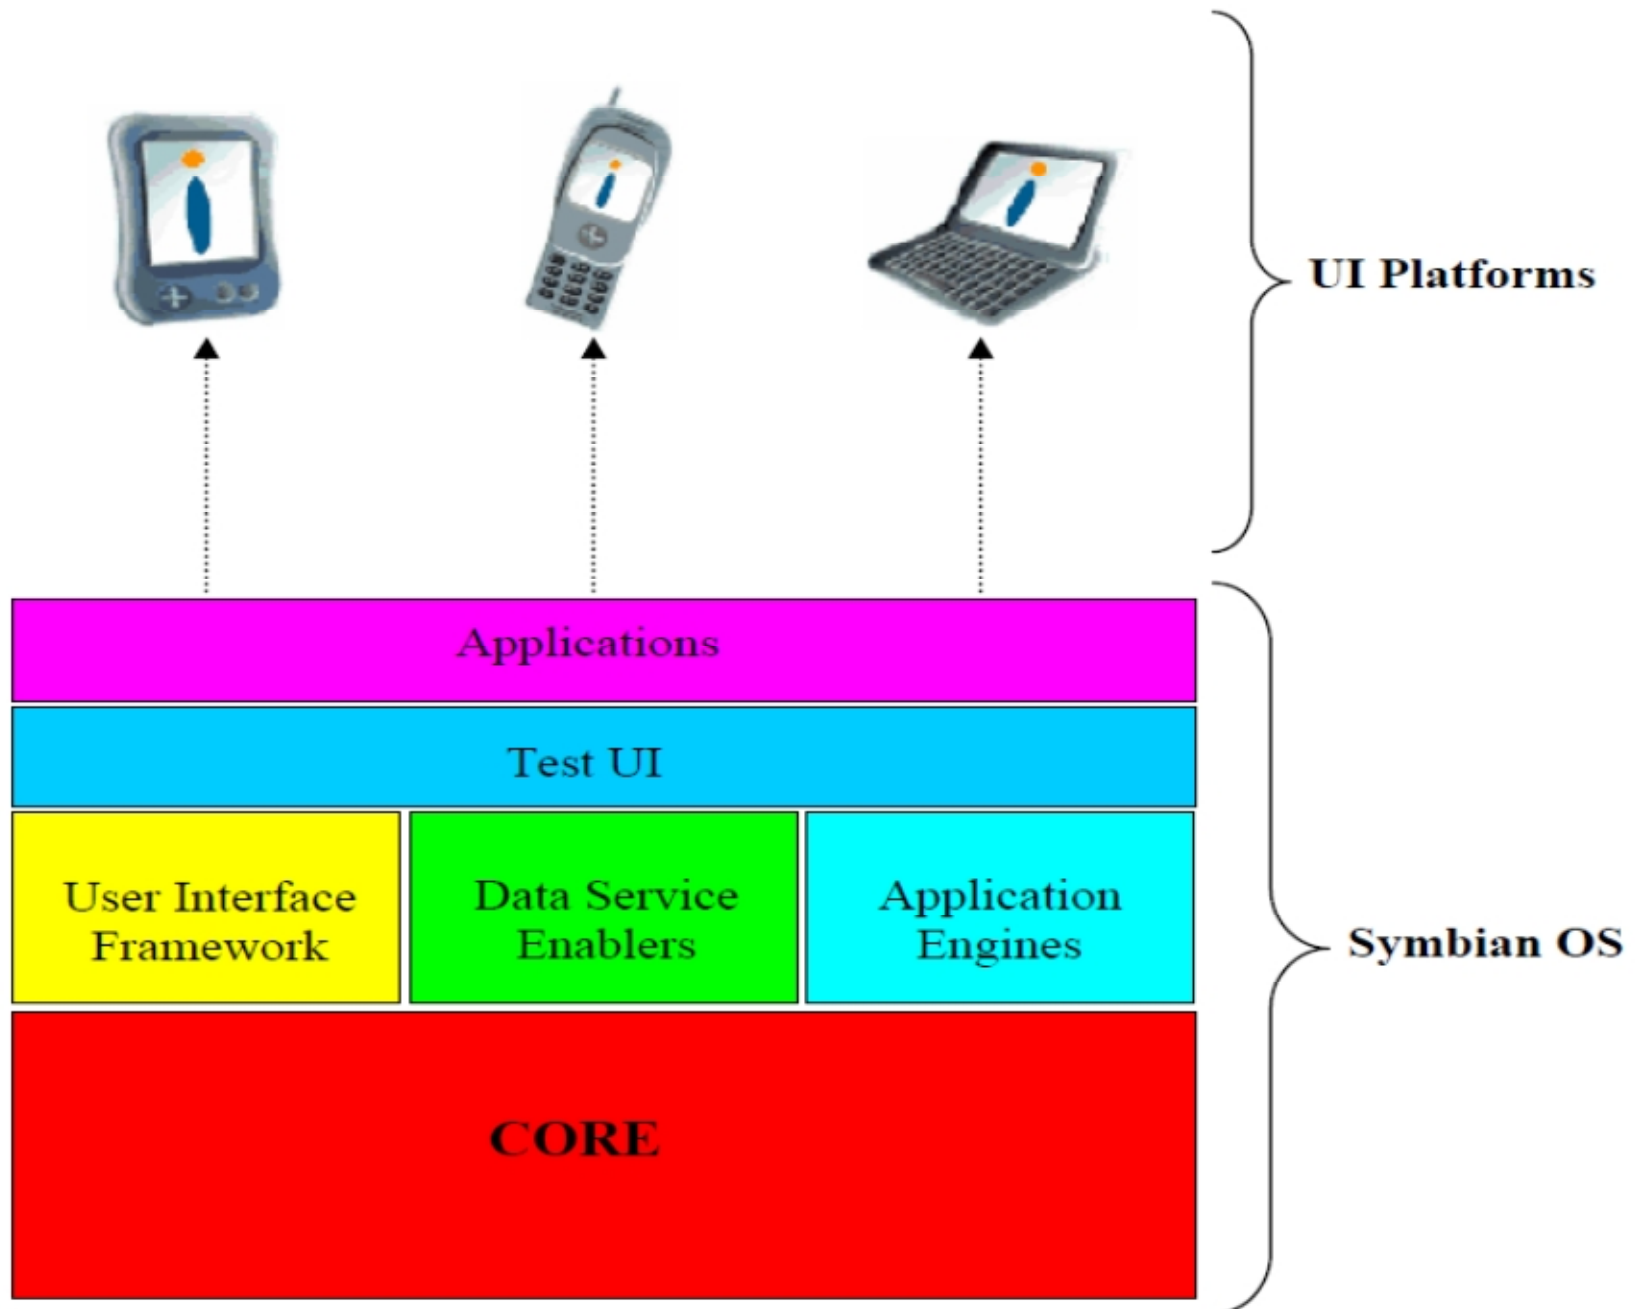 UI Platforms
Applications
Test UI
User Interface
Framework
Data Service
Enablers
Application
Engines
Symbian OS
CORE